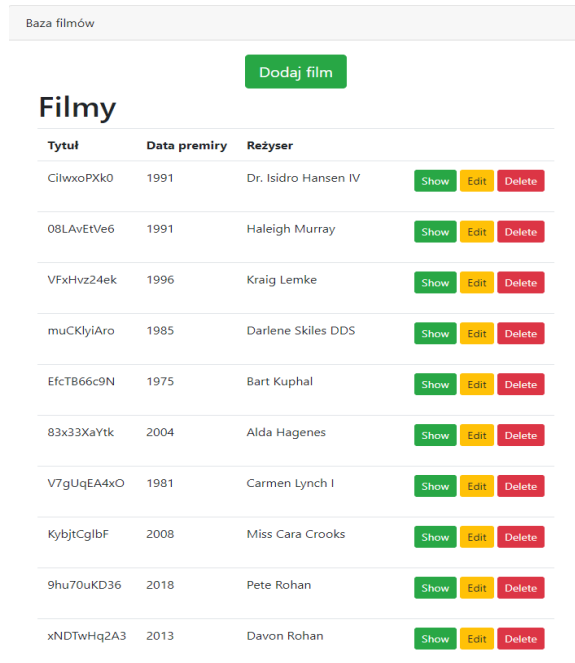 Baza filmów
Dodaj film
Filmy
Tytuł Data premiry Reżyser
CilwxoPXk0 1991 Dr. Isidro Hansen IV Show Edit Delete
08LAvEtVe6 1991 Haleigh Murray Show Edit Delete
VFxHvz24ek 1996 Kraig Lemke Show Edit Delete
muCKlyiAro 1985 Darlene Skiles DDS Show Edit Delete
EfcTB66c9N 1975 Bart Kuphal Show Edit Delete
83x33XaYtk 2004 Alda Hagenes Show Edit Delete
V7gUqEA4xO 1981 Carmen Lynch I Show Edit Delete
KybjtCglbF 2008 Miss Cara Crooks Show Edit Delete
9hu70uKD36 2018 Pete Rohan Show Edit Delete
xNDTwHq2A3 2013 Davon Rohan Show Edit Delete